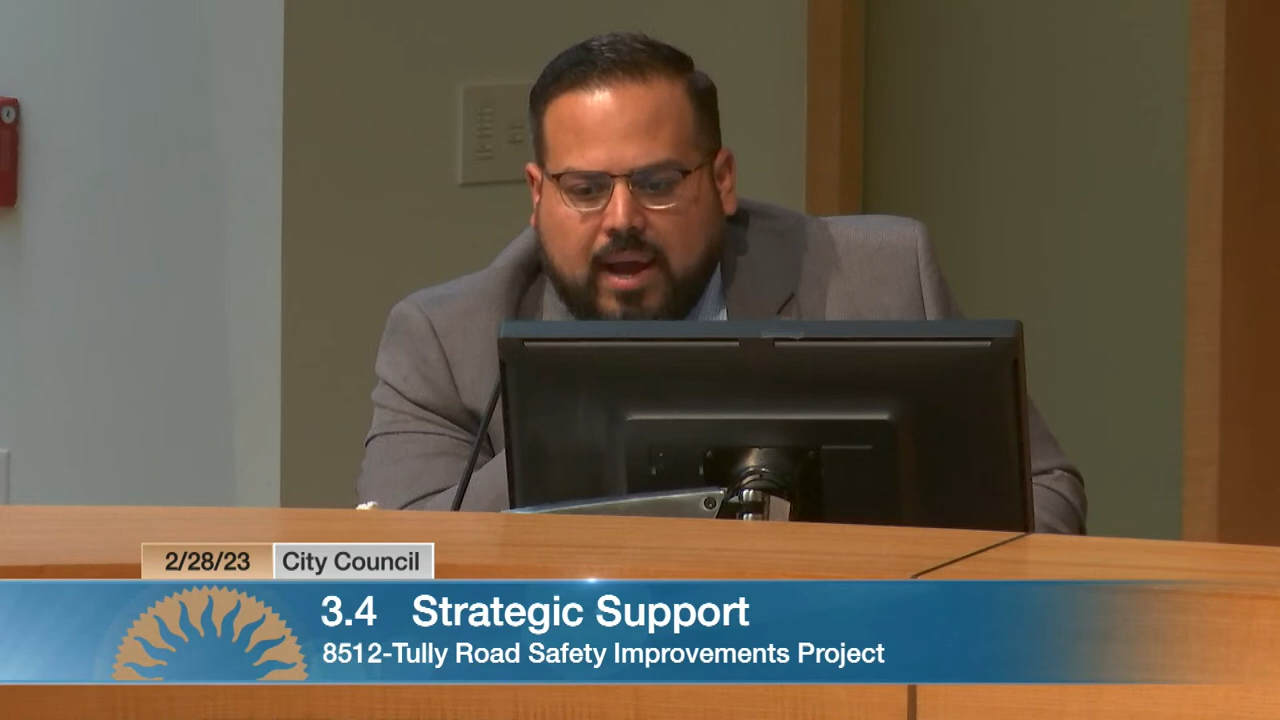 2/28/23 City Council
3.4 Strategic Support
8512-Tully Road Safety Improvements Project